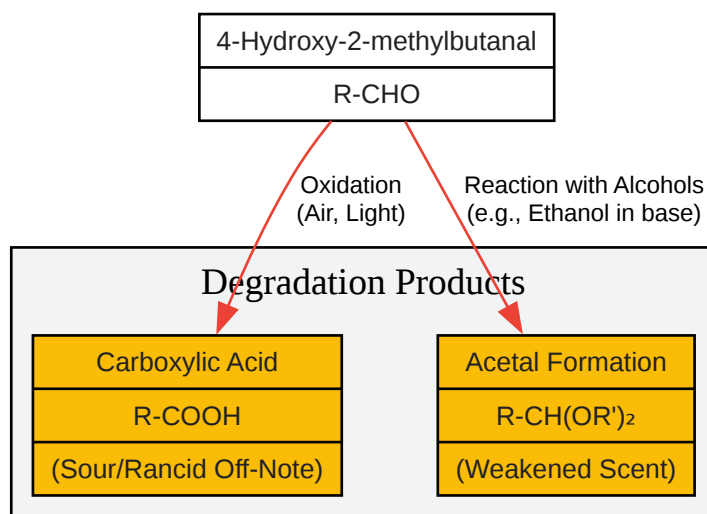 4-Hydroxy-2-methylbutanal
R-CHO
Oxidation
(Air, Light)
Reaction with Alcohols
(e.g., Ethanol in base)
Degradation Products
Carboxylic Acid
R-COOH
(Sour/Rancid Off-Note)
Acetal Formation
R-CH(OR')₂
(Weakened Scent)